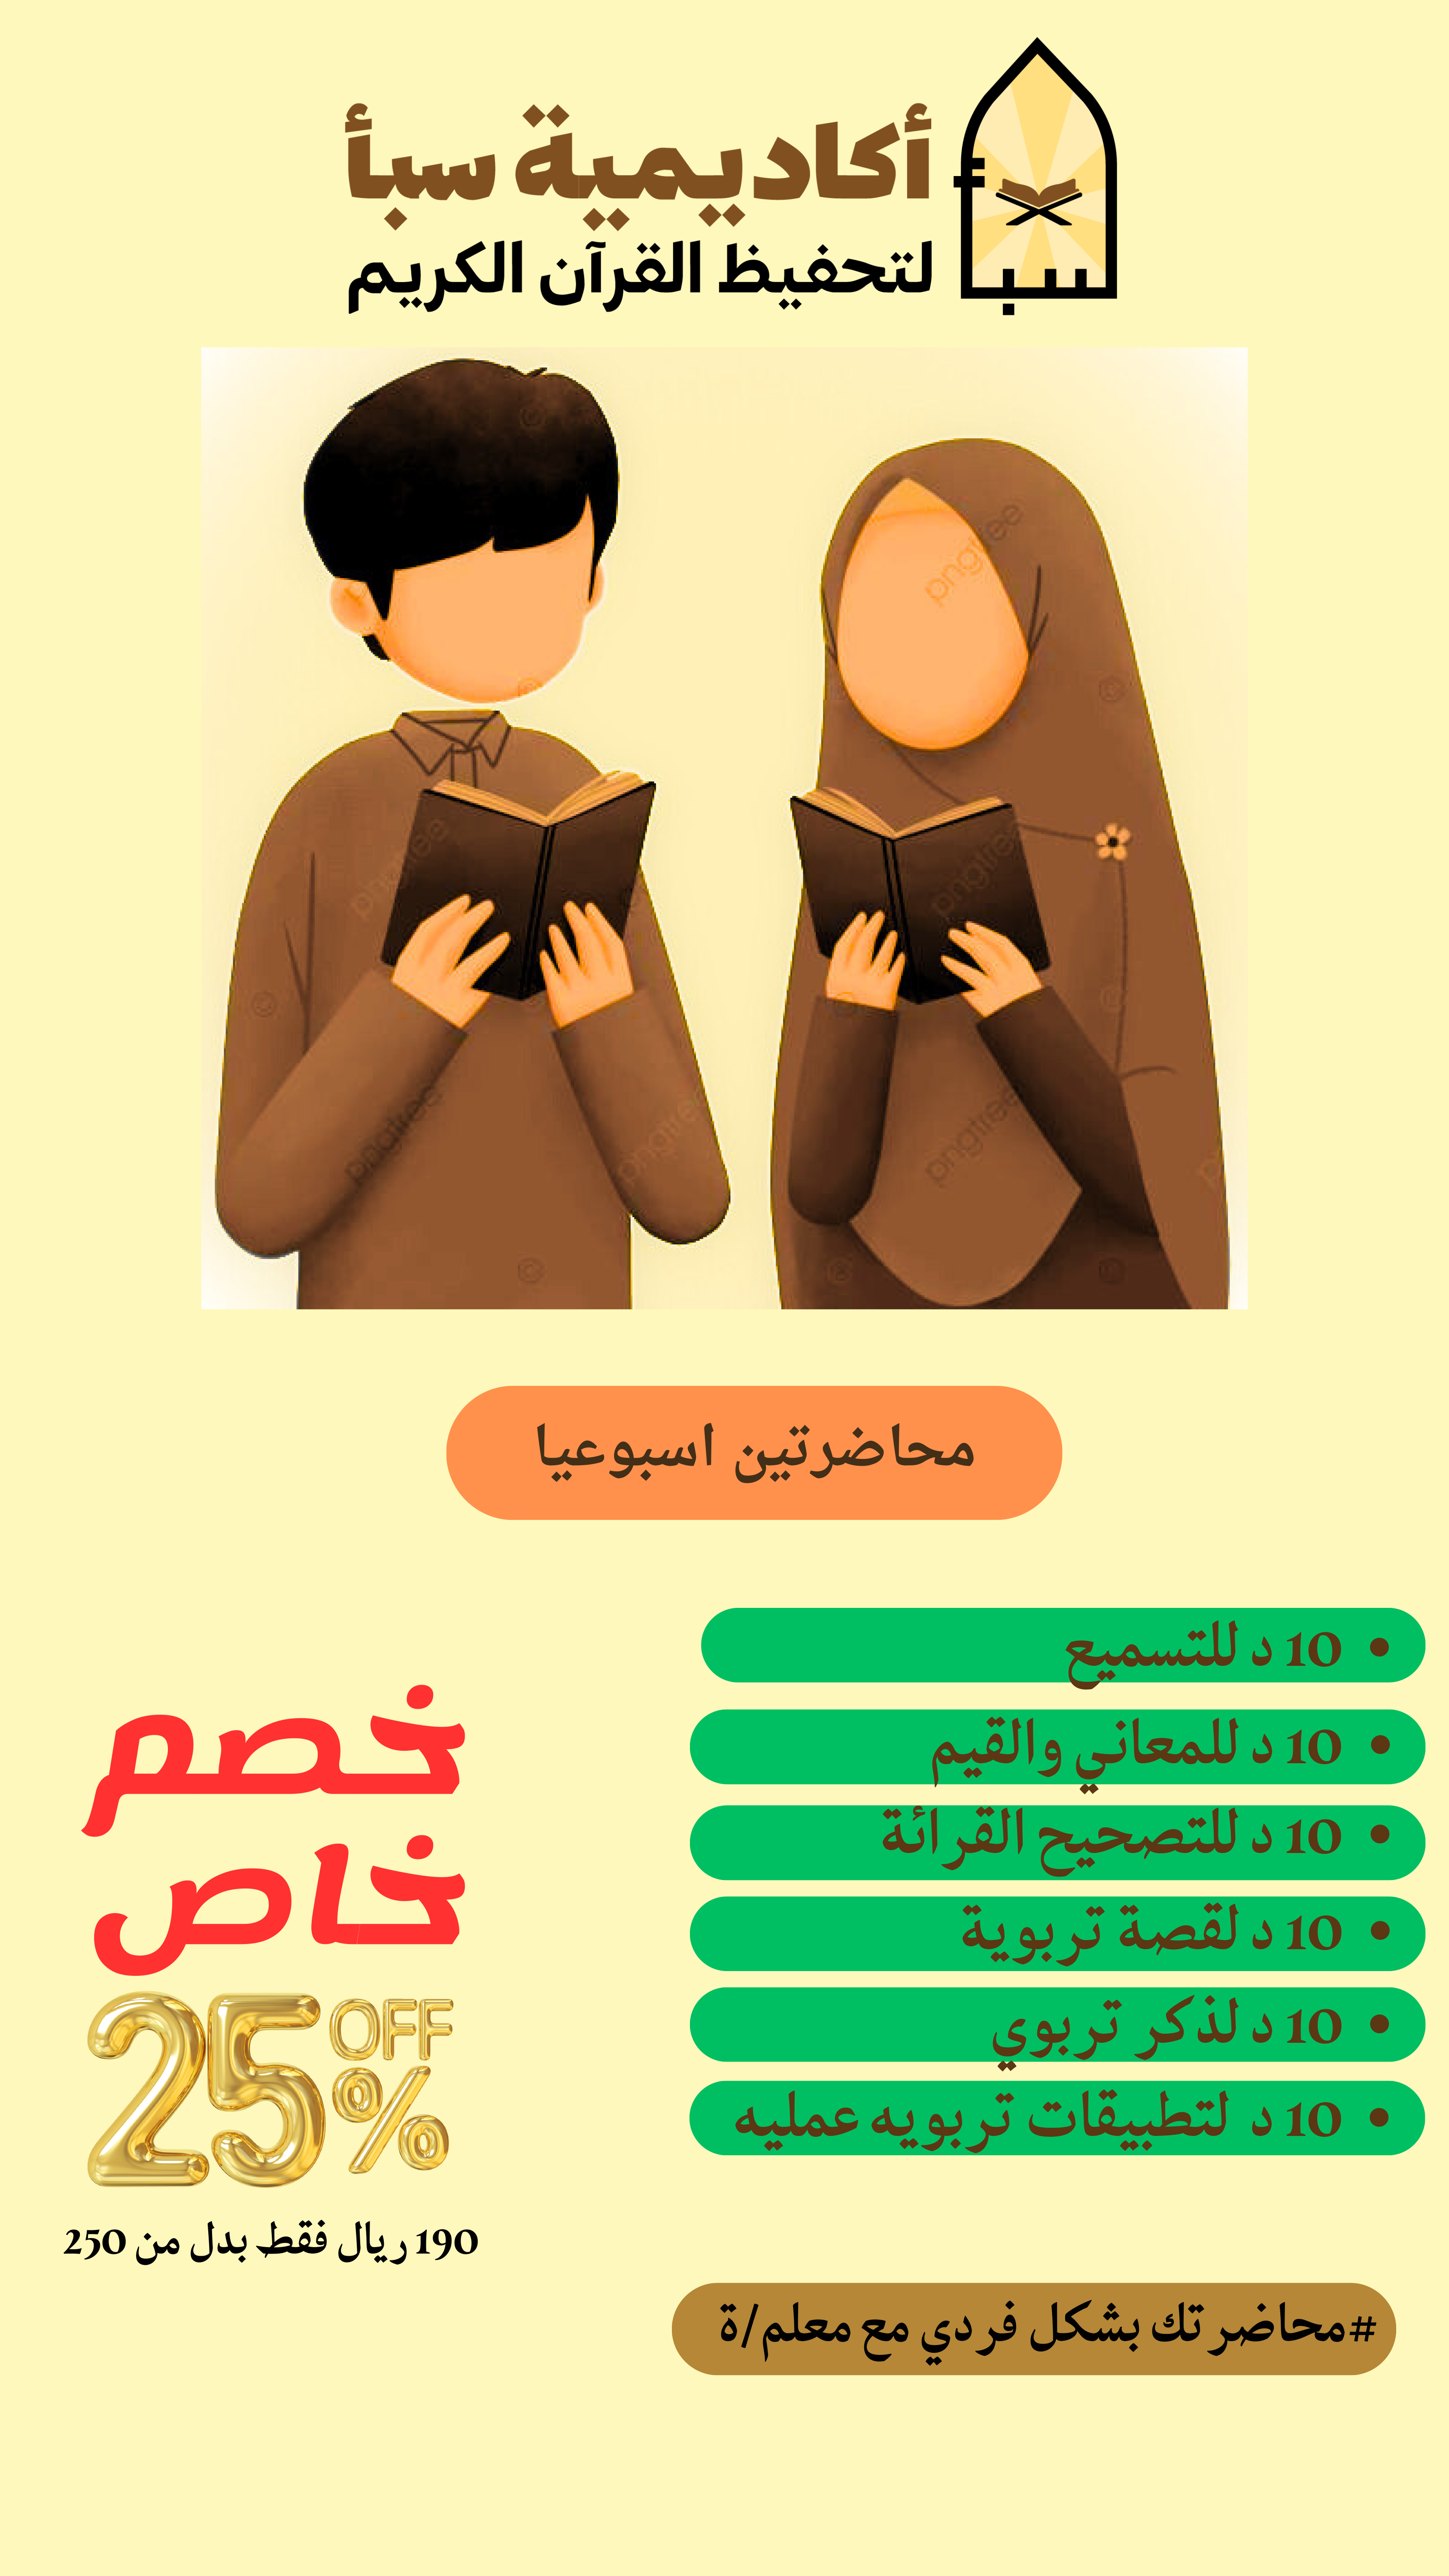 أكاديمية سبأ
لتحفيظ القرآن الكريم
سبأ
pngtree
محاضرتين اسبوعيا
10 د للتسميع
10 د للمعاني والقيم
10 د للتصحيح القرائة
10 د لقصة تربوية
10 د لذكر تربوي
10 د لتطبيقات تربويه عمليه
خصم
خاص
25% OFF
190 ريال فقط بدل من 250
#محاضرتك بشكل فردي مع معلم/ة